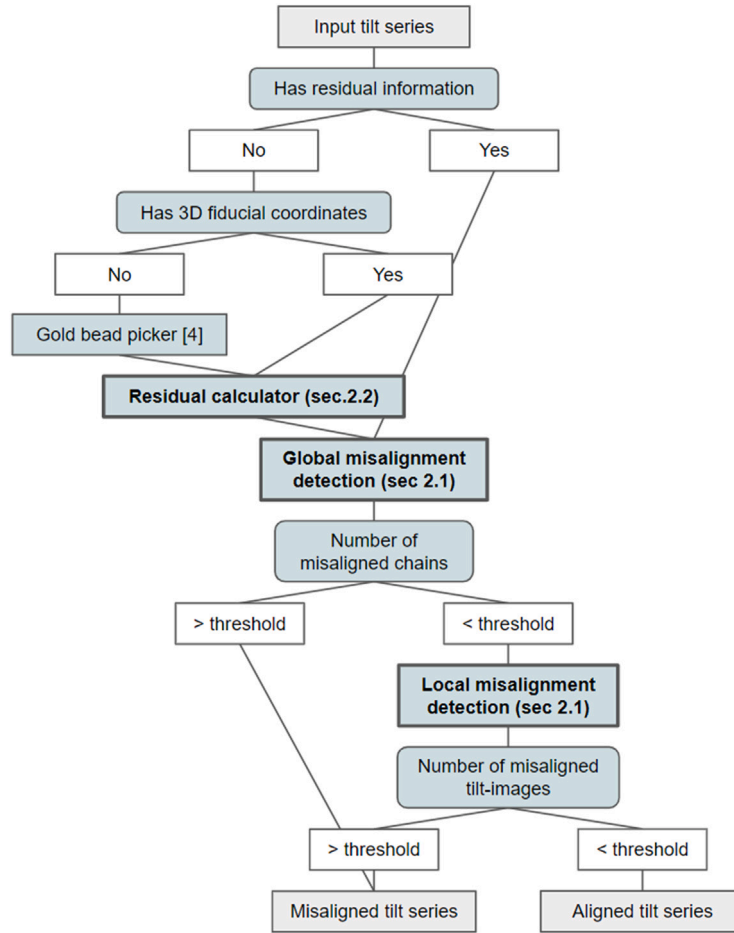 Input tilt series
Has residual information
No
Yes
Has 3D fiducial coordinates
No
Yes
Gold bead picker [4]
Residual calculator (sec.2.2)
Global misalignment
detection (sec 2.1)
Number of
misaligned chains
> threshold
< threshold
Local misalignment
detection (sec 2.1)
Number of misaligned
tilt-images
> threshold
< threshold
Misaligned tilt series
Aligned tilt series